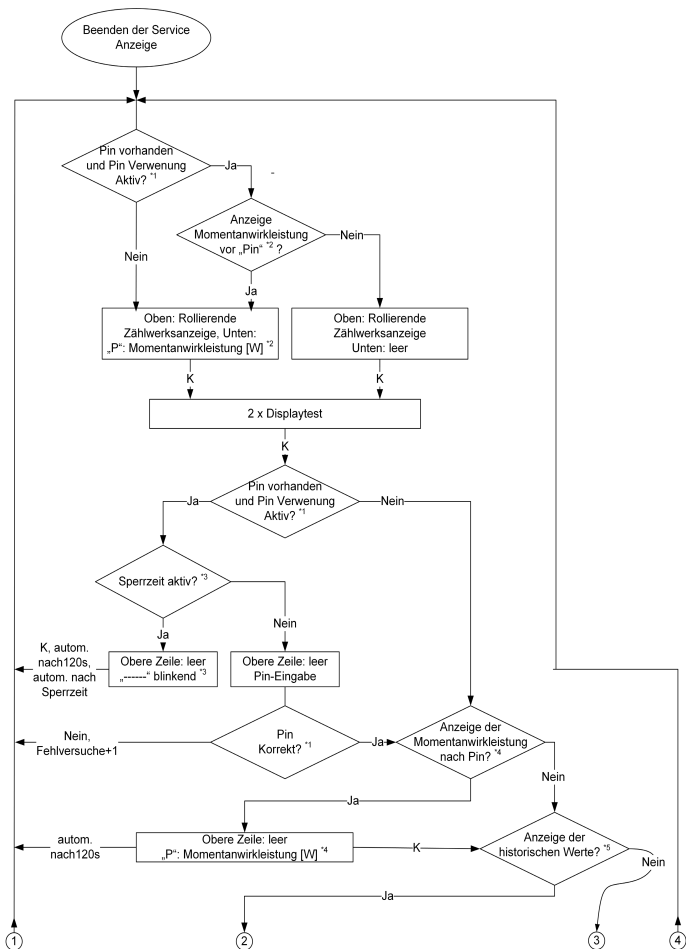 Beenden der Service
Anzeige
Pin vorhanden
und Pin Verwenung
Aktiv? *1
Ja
-
Anzeige
Momentanwirkleistung
vor „Pin“ *2 ?
Nein
Nein
Ja
Oben: Rollierende
Zählwerksanzeige, Unten:
„P“: Momentanwirkleistung [W] *2
Oben: Rollierende
Zählwerksanzeige
Unten: leer
K
K
2 x Displaytest
K
Pin vorhanden
und Pin Verwenung
Aktiv? *1
Ja
Nein
Sperrzeit aktiv? *3
Nein
Ja
K, autom.
nach120s,
autom. nach
Sperrzeit
Obere Zeile: leer
„------“ blinkend *3
Obere Zeile: leer
Pin-Eingabe
Pin
Korrekt? *1
Nein,
Fehlversuche+1
Ja
Anzeige der
Momentanwirkleistung
nach Pin? *4
Nein
Ja
autom.
nach120s
Obere Zeile: leer
„P“: Momentanwirkleistung [W] *4
K
Anzeige der
historischen Werte? *5
Nein
Ja
1
2
3
4